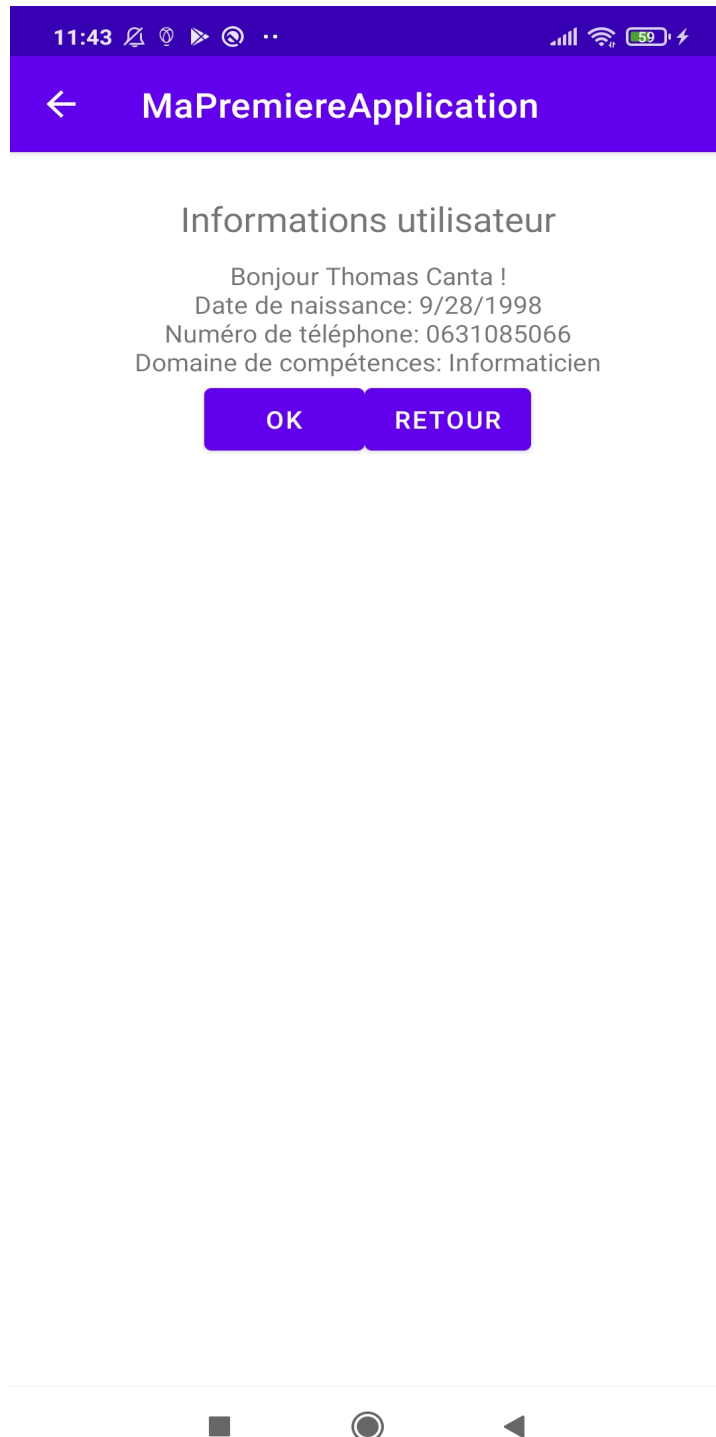 11:43
59
MaPremiereApplication
Informations utilisateur
Bonjour Thomas Canta !
Date de naissance: 9/28/1998
Numéro de téléphone: 0631085066
Domaine de compétences: Informaticien
OK
RETOUR